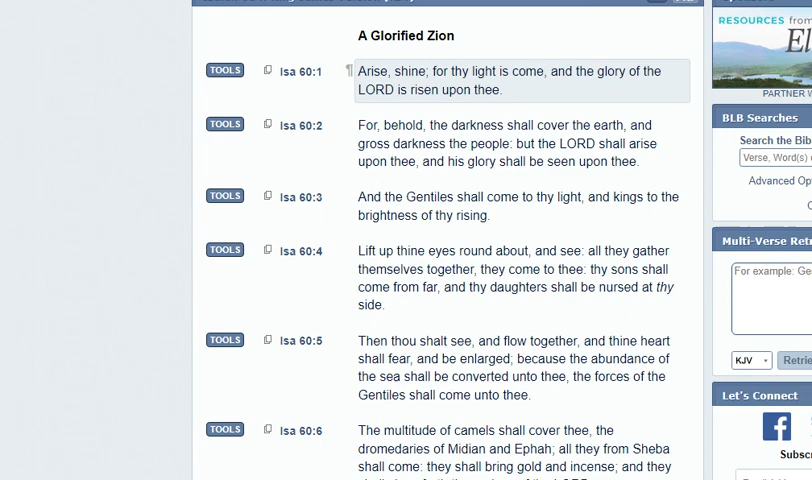 RESOURCES from
El
PARTNER W
A Glorified Zion
TOOLS Isa 60:1 ¶ Arise, shine; for thy light is come, and the glory of the
LORD is risen upon thee.
TOOLS Isa 60:2 For, behold, the darkness shall cover the earth, and
gross darkness the people: but the LORD shall arise
upon thee, and his glory shall be seen upon thee.
TOOLS Isa 60:3 And the Gentiles shall come to thy light, and kings to the
brightness of thy rising.
TOOLS Isa 60:4 Lift up thine eyes round about, and see: all they gather
themselves together, they come to thee: thy sons shall
come from far, and thy daughters shall be nursed at thy
side.
TOOLS Isa 60:5 Then thou shalt see, and flow together, and thine heart
shall fear, and be enlarged; because the abundance of
the sea shall be converted unto thee, the forces of the
Gentiles shall come unto thee.
TOOLS Isa 60:6 The multitude of camels shall cover thee, the
dromedaries of Midian and Ephah; all they from Sheba
shall come: they shall bring gold and incense; and they
BLB Searches
Search the Bib
Verse, Word(s) o
Advanced Opt
Multi-Verse Retr
For example: Ge
KJV Retrie
Let's Connect
Subsc